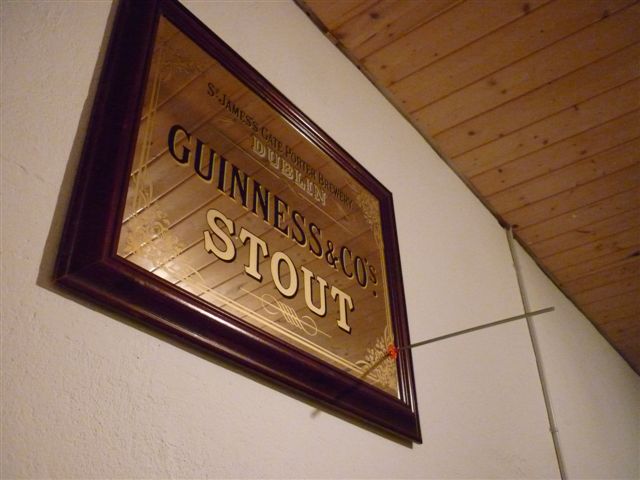 St JAMES'S GATE PORTER BREWERY
DUBLIN
GUINNESS & CO's.
STOUT